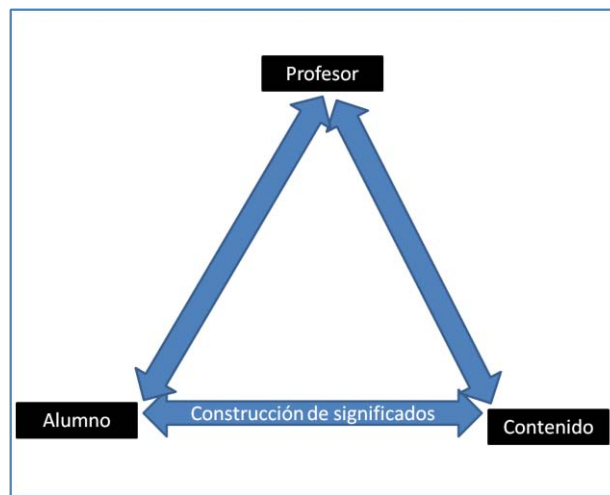 Profesor
Construcción de significados
Alumno
Contenido